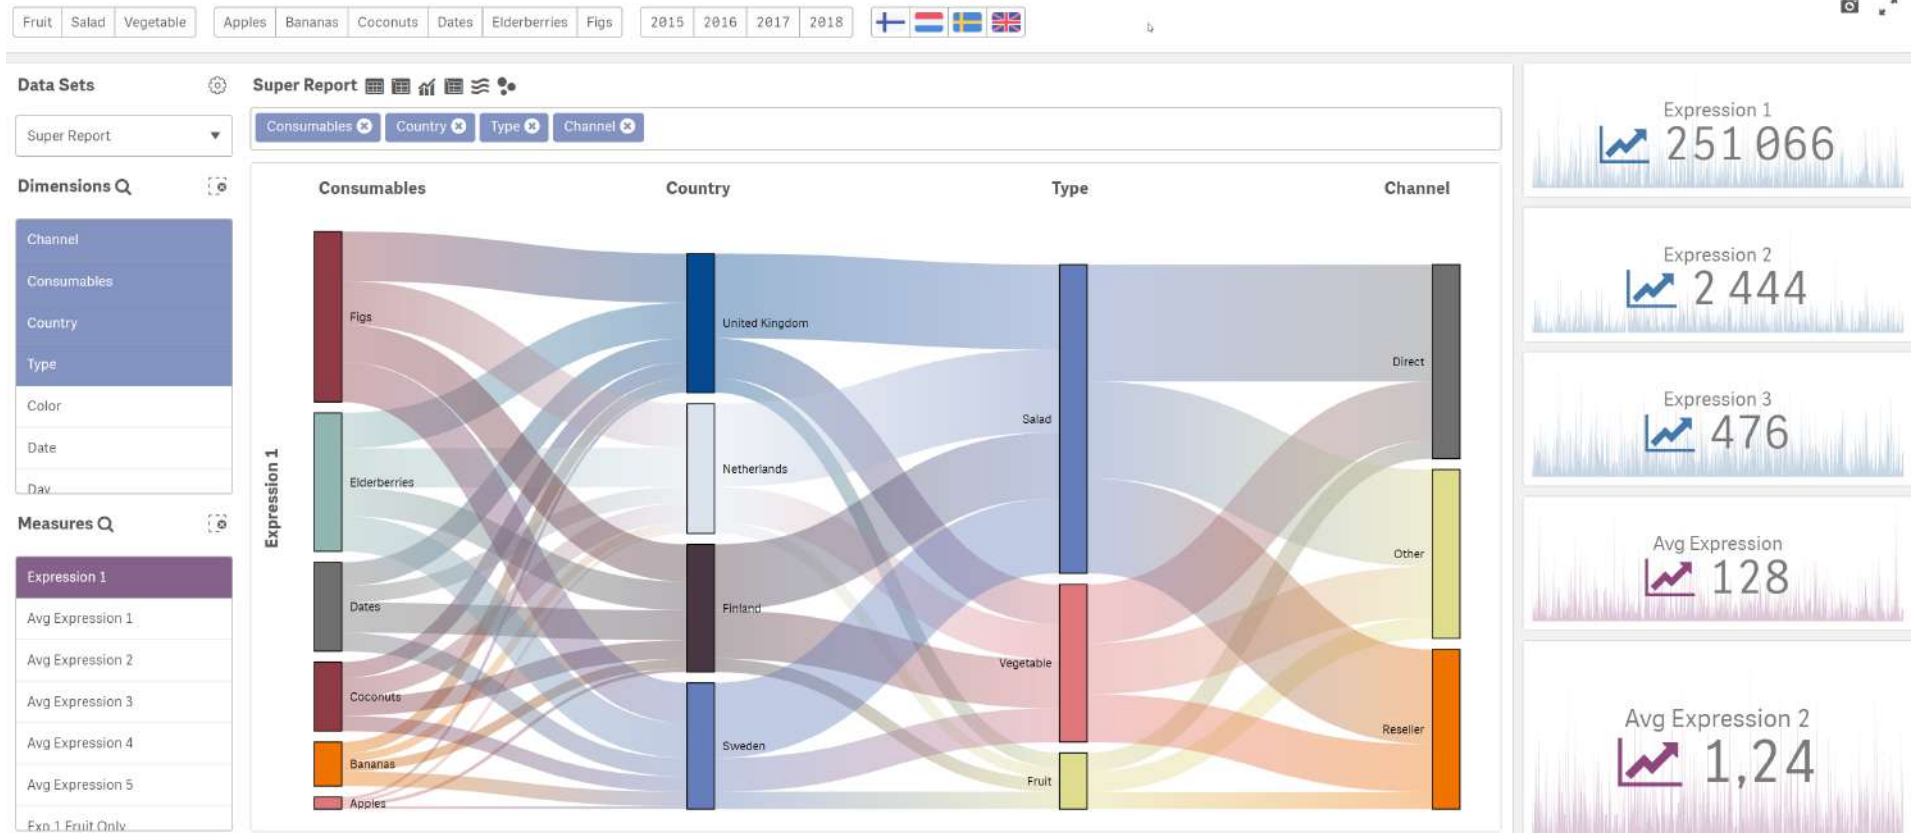 Fruit Salad Vegetable Apples Bananas Coconuts Dates Elderberries Figs 2015 2016 2017 2018
Data Sets
Super Report
Dimensions
Channel
Consumables
Country
Type
Color
Date
Day
Measures
Expression 1
Avg Expression 1
Avg Expression 2
Avg Expression 3
Avg Expression 4
Avg Expression 5
Exp 1 Fruit Only
Super Report
Consumables Country Type Channel
Consumables Country Type Channel
Expression 1
Figs
Elderberries
Dates
Coconuts
Bananas
Apples
United Kingdom
Netherlands
Finland
Sweden
Salad
Vegetable
Fruit
Direct
Other
Reseller
Expression 1
251 066
Expression 2
2 444
Expression 3
476
Avg Expression
128
Avg Expression 2
1,24